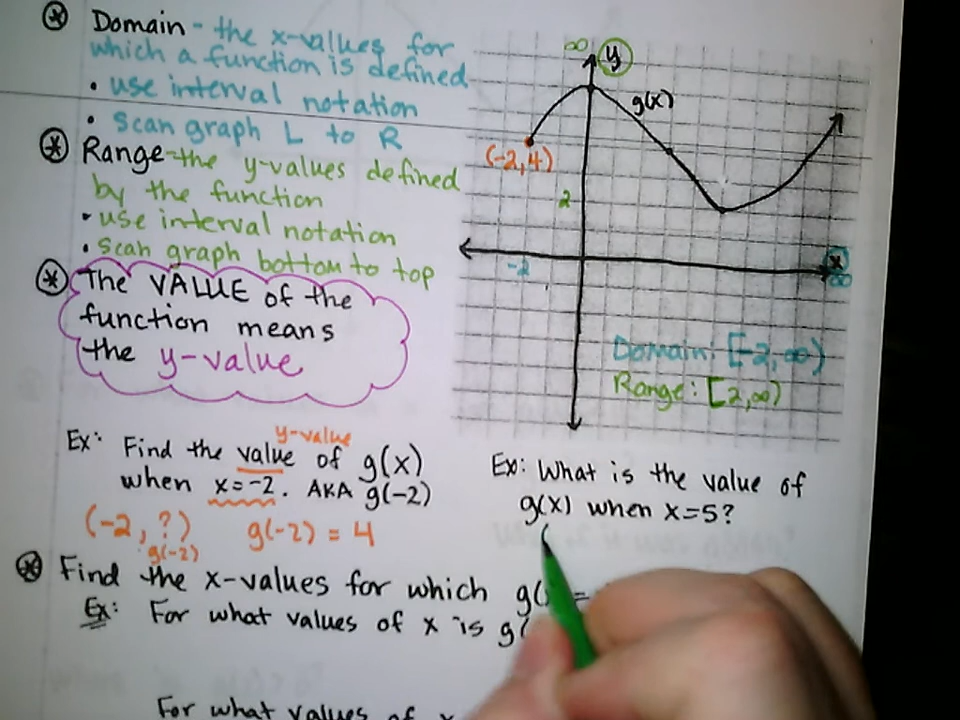 * Domain - the x-values for
which a function is defined
• use interval notation
• scan graph L to R
* Range - the y-values defined
by the function
• use interval notation
• scan graph bottom to top
* The VALUE of the
function means
the y-value
∞ y
g(x)
(-2,4)
2
-2
x
∞
Domain: [-2, ∞)
Range: [2, ∞)
y-value
Ex: Find the value of g(x)
when x=-2. AKA g(-2)
(-2, ?) g(-2) = 4
g(-2)
Ex: What is the value of
g(x) when x=5?
(
* Find the x-values for which g( =
Ex: For what values of x is g(
For what values of x